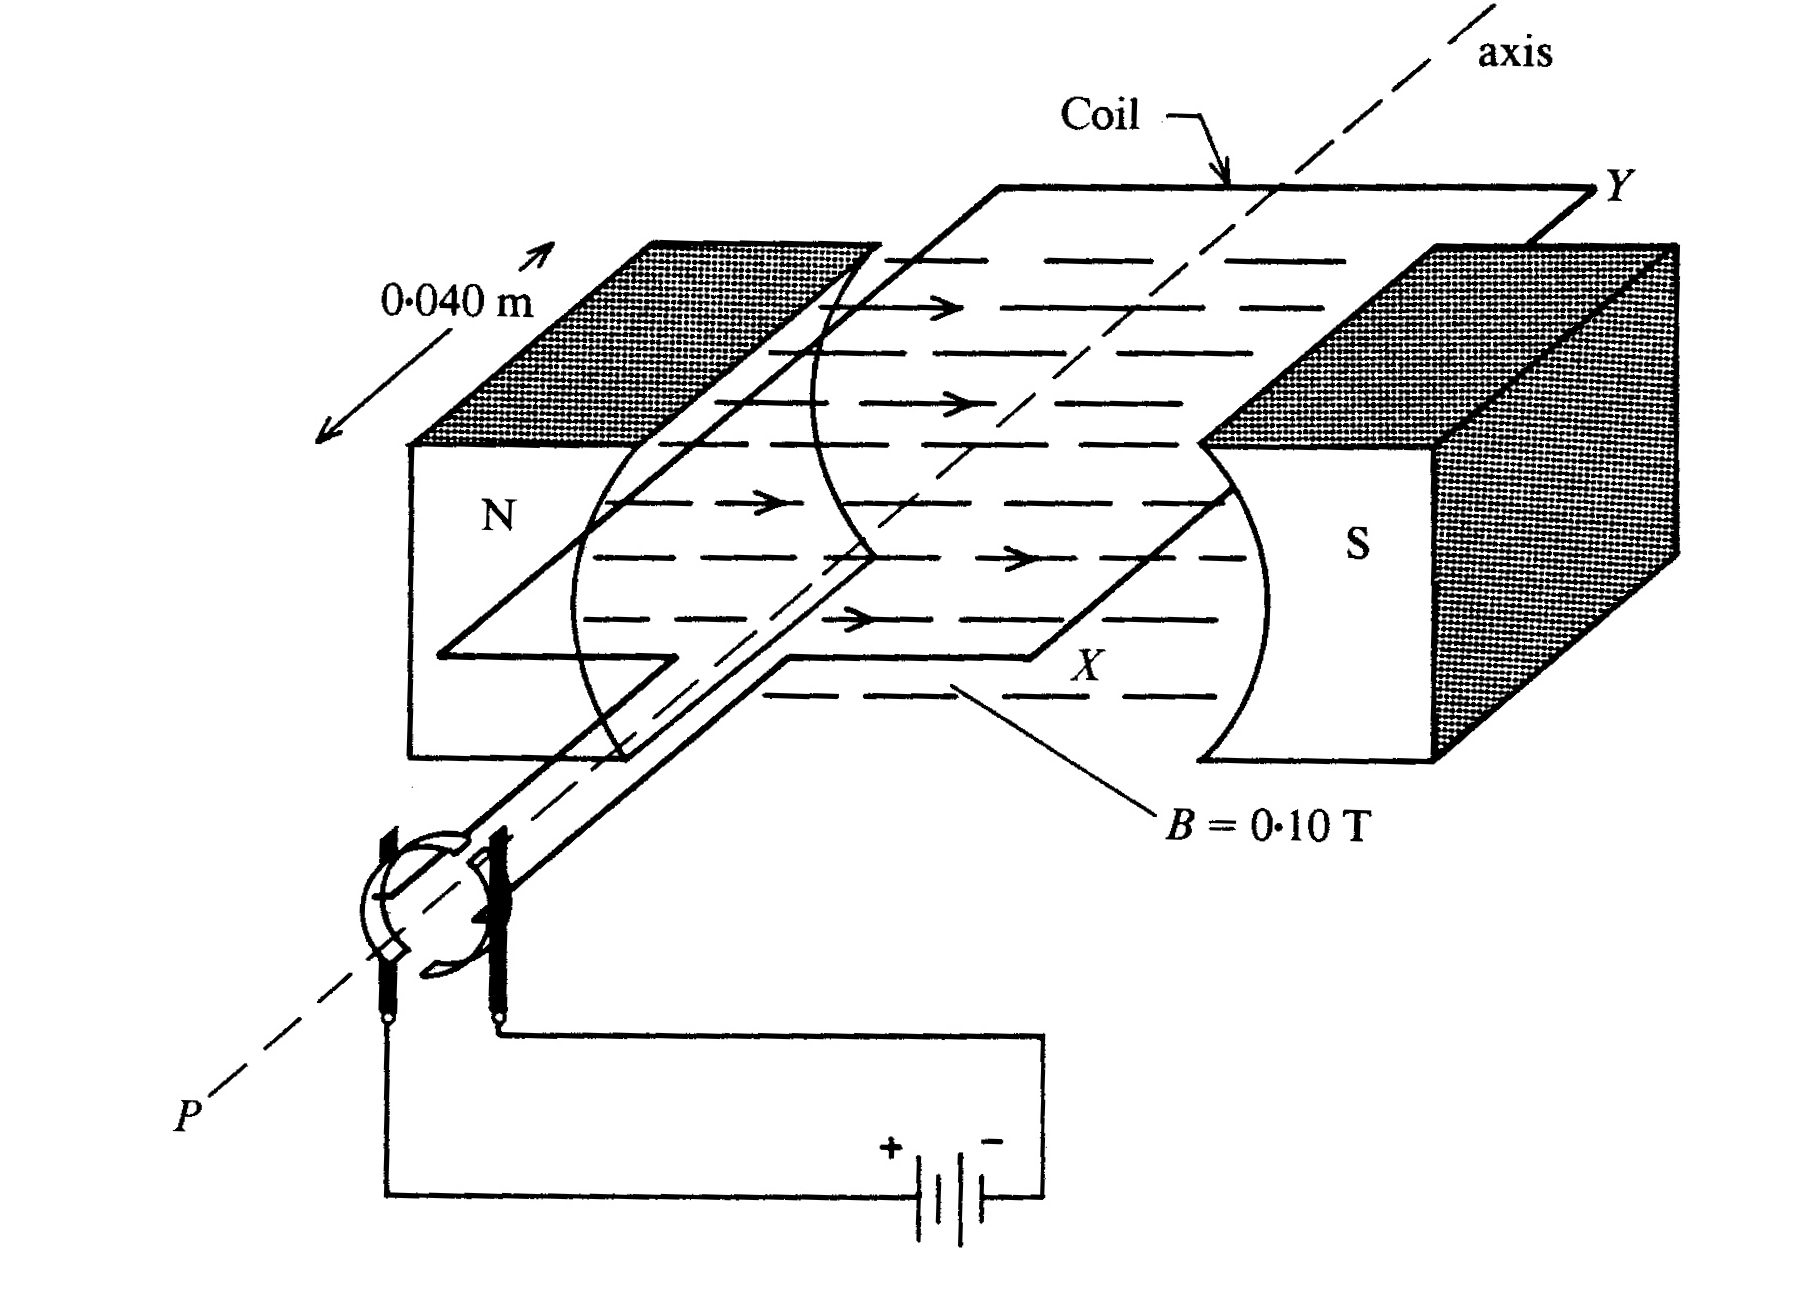 axis
Coil
Y
0·040 m
N
S
X
B = 0·10 T
P
+ −